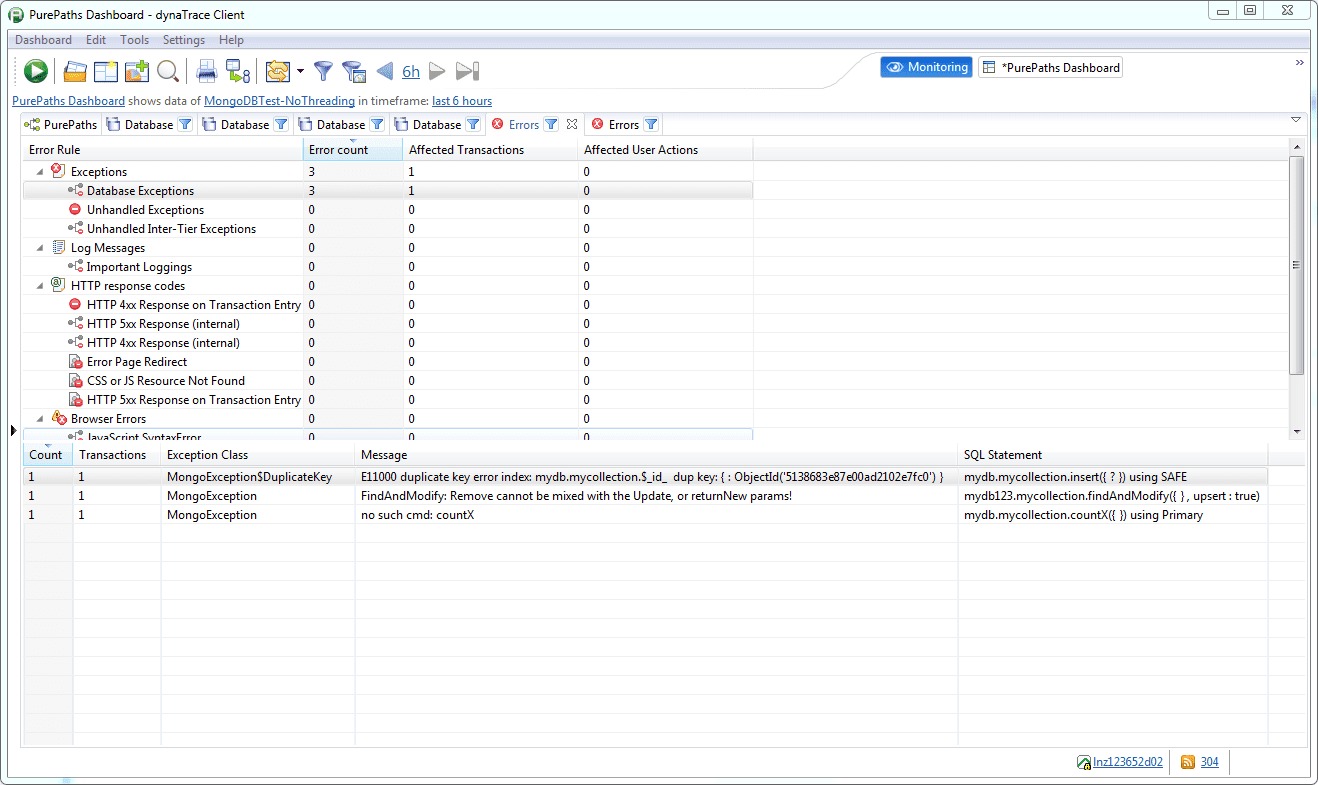 PurePaths Dashboard - dynaTrace Client
Dashboard Edit Tools Settings Help
6h Monitoring *PurePaths Dashboard »
PurePaths Dashboard shows data of MongoDBTest-NoThreading in timeframe: last 6 hours
PurePaths Database Database Database Database Errors Errors
Error Rule Error count Affected Transactions Affected User Actions
Exceptions 3 1 0
Database Exceptions 3 1 0
Unhandled Exceptions 0 0 0
Unhandled Inter-Tier Exceptions 0 0 0
Log Messages 0 0 0
Important Loggings 0 0 0
HTTP response codes 0 0 0
HTTP 4xx Response on Transaction Entry 0 0 0
HTTP 5xx Response (internal) 0 0 0
HTTP 4xx Response (internal) 0 0 0
Error Page Redirect 0 0 0
CSS or JS Resource Not Found 0 0 0
HTTP 5xx Response on Transaction Entry 0 0 0
Browser Errors 0 0 0
JavaScript SyntaxError 0 0 0
Count Transactions Exception Class Message SQL Statement
1 1 MongoException$DuplicateKey E11000 duplicate key error index: mydb.mycollection.$_id_ dup key: { : ObjectId('5138683e87e00ad2102e7fc0') } mydb.mycollection.insert({ ? }) using SAFE
1 1 MongoException FindAndModify: Remove cannot be mixed with the Update, or returnNew params! mydb123.mycollection.findAndModify({ } , upsert : true)
1 1 MongoException no such cmd: countX mydb.mycollection.countX({ }) using Primary
lnz123652d02 304